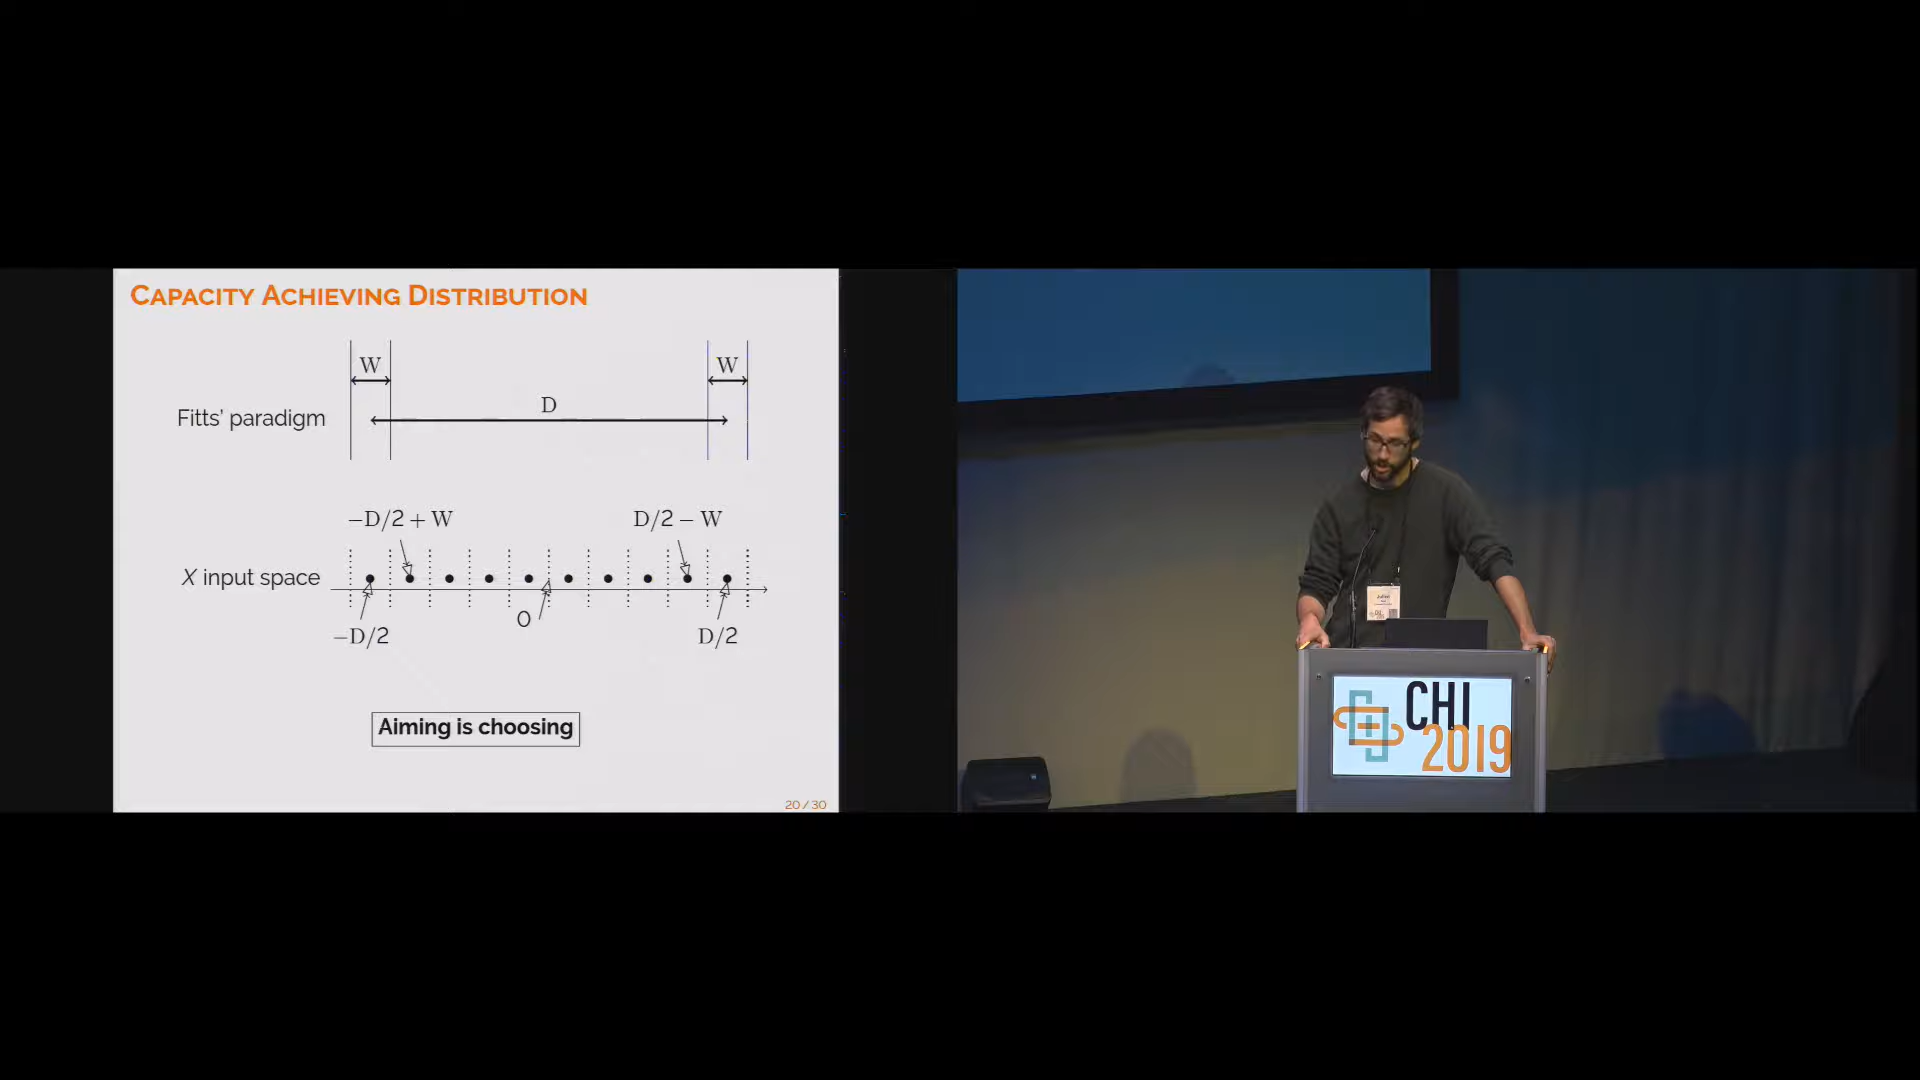 CAPACITY ACHIEVING DISTRIBUTION
W
W
D
Fitts' paradigm
−D/2 + W
D/2 − W
X input space
0
−D/2
D/2
Aiming is choosing
20 / 30
CHI
2019